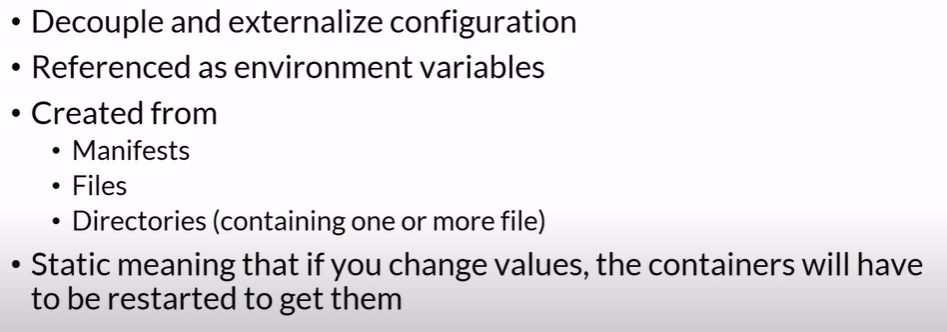 • Decouple and externalize configuration
• Referenced as environment variables
• Created from
• Manifests
• Files
• Directories (containing one or more file)
• Static meaning that if you change values, the containers will have
to be restarted to get them